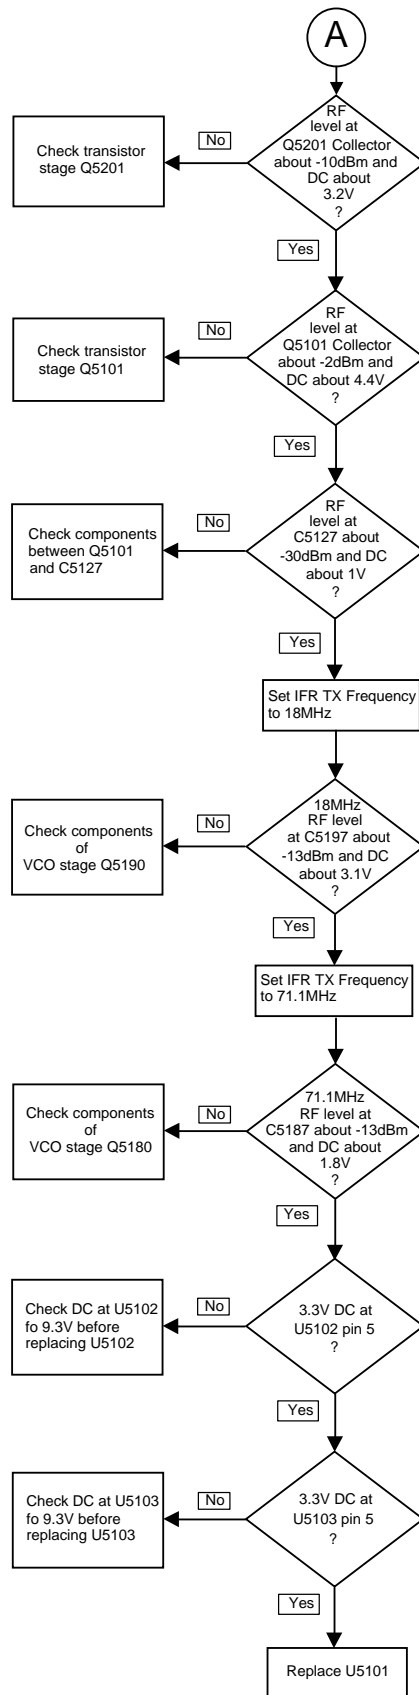 A
RF
level at
Q5201 Collector
about -10dBm and
DC about
3.2V
?
No
Check transistor
stage Q5201
Yes
RF
level at
Q5101 Collector
about -2dBm and
DC about 4.4V
?
No
Check transistor
stage Q5101
Yes
RF
level at
C5127 about
-30dBm and DC
about 1V
?
No
Check components
between Q5101
and C5127
Yes
Set IFR TX Frequency
to 18MHz
18MHz
RF level
at C5197 about
-13dBm and DC
about 3.1V
?
No
Check components
of
VCO stage Q5190
Yes
Set IFR TX Frequency
to 71.1MHz
71.1MHz
RF level at
C5187 about -13dBm
and DC about
1.8V
?
No
Check components
of
VCO stage Q5180
Yes
3.3V DC at
U5102 pin 5
?
No
Check DC at U5102
fo 9.3V before
replacing U5102
Yes
3.3V DC at
U5103 pin 5
?
No
Check DC at U5103
fo 9.3V before
replacing U5103
Yes
Replace U5101